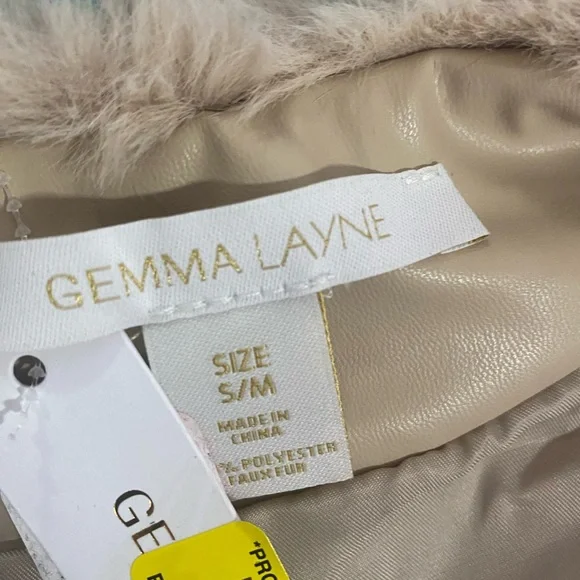 GEMMA LAYNE
SIZE
S/M
MADE IN
CHINA
% POLYESTER
FAUX FUR
GE
*PRO